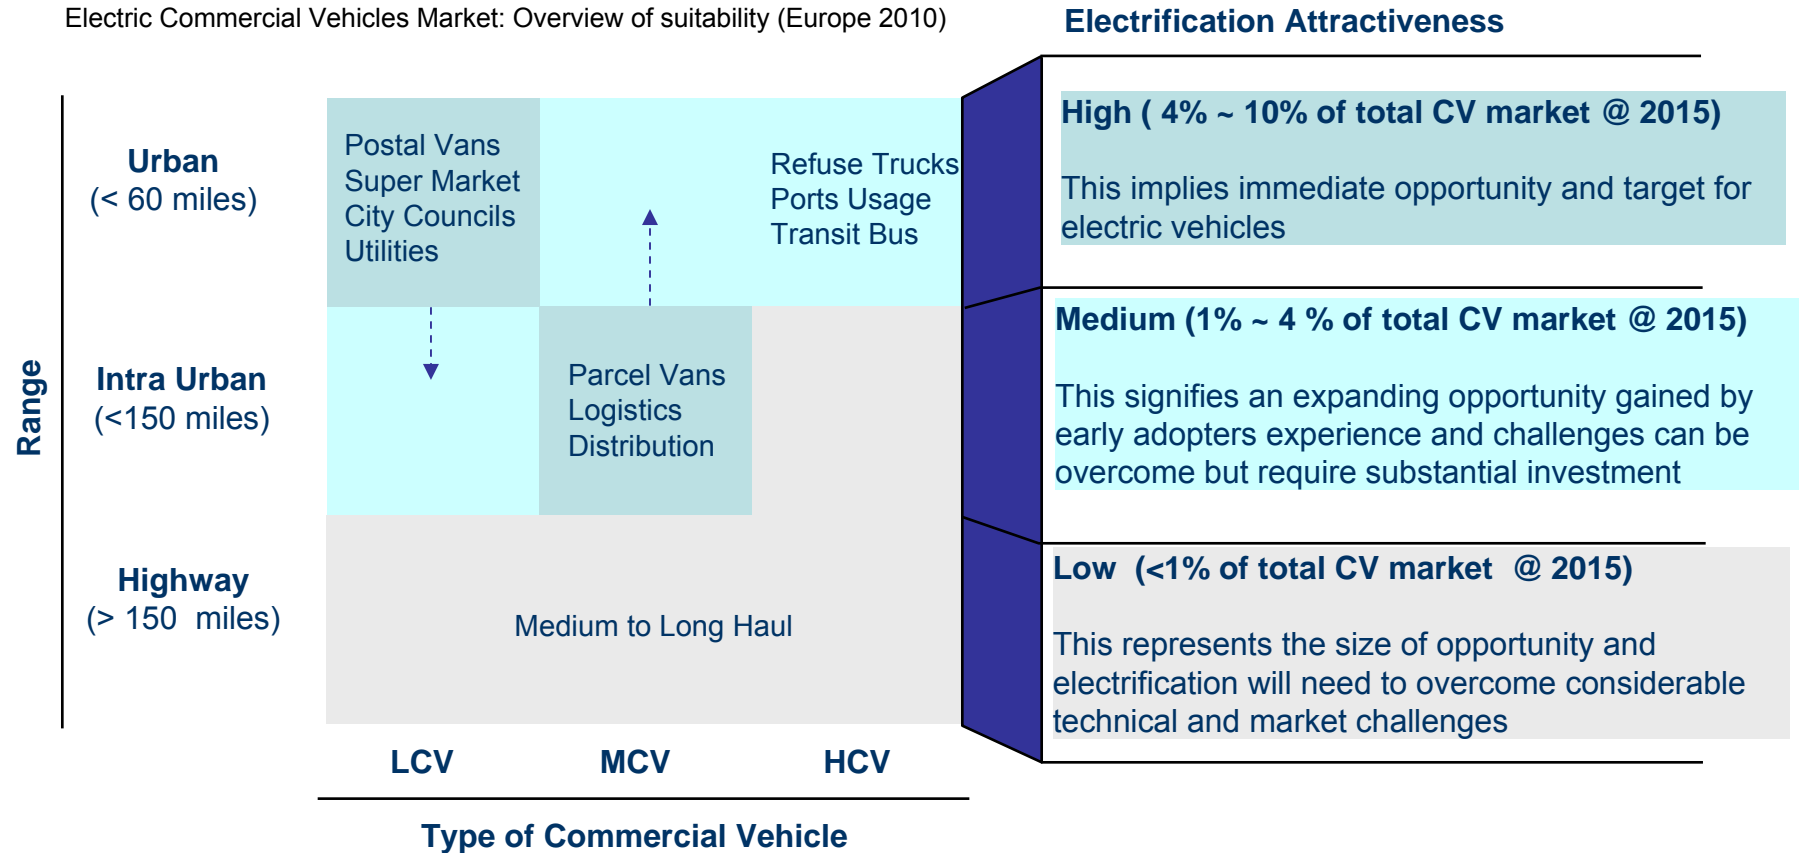 Electric Commercial Vehicles Market: Overview of suitability (Europe 2010)
Electrification Attractiveness
Range
Urban
(< 60 miles)
Intra Urban
(<150 miles)
Highway
(> 150 miles)
Postal Vans
Super Market
City Councils
Utilities
Refuse Trucks
Ports Usage
Transit Bus
Parcel Vans
Logistics
Distribution
Medium to Long Haul
LCV
MCV
HCV
Type of Commercial Vehicle
High ( 4% ~ 10% of total CV market @ 2015)
This implies immediate opportunity and target for
electric vehicles
Medium (1% ~ 4 % of total CV market @ 2015)
This signifies an expanding opportunity gained by
early adopters experience and challenges can be
overcome but require substantial investment
Low (<1% of total CV market @ 2015)
This represents the size of opportunity and
electrification will need to overcome considerable
technical and market challenges